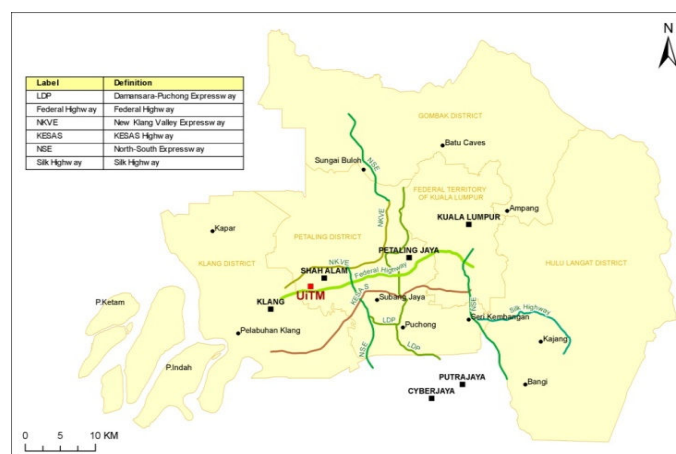 N
Label Definition
LDP Damansara-Puchong Expressway
Federal Highway Federal Highway
NKVE New Klang Valley Expressway
KESAS KESAS Highway
NSE North-South Expressway
Silk Highway Silk Highway
GOMBAK DISTRICT
Batu Caves
Sungai Buloh
NSE
FEDERAL TERRITORY
OF KUALA LUMPUR
NKVE
Ampang
KUALA LUMPUR
Kapar
PETALING DISTRICT
KLANG DISTRICT
HULU LANGAT DISTRICT
PETALING JAYA
NKVE
SHAH ALAM
Federal Highway
UiTM
KESAS
P.Ketam
KLANG
Subang Jaya
NSE
Silk Highway
Seri Kembangan
LDP
Puchong
Pelabuhan Klang
LDP
NSE
Kajang
P.Indah
PUTRAJAYA
Bangi
CYBERJAYA
0 5 10 KM